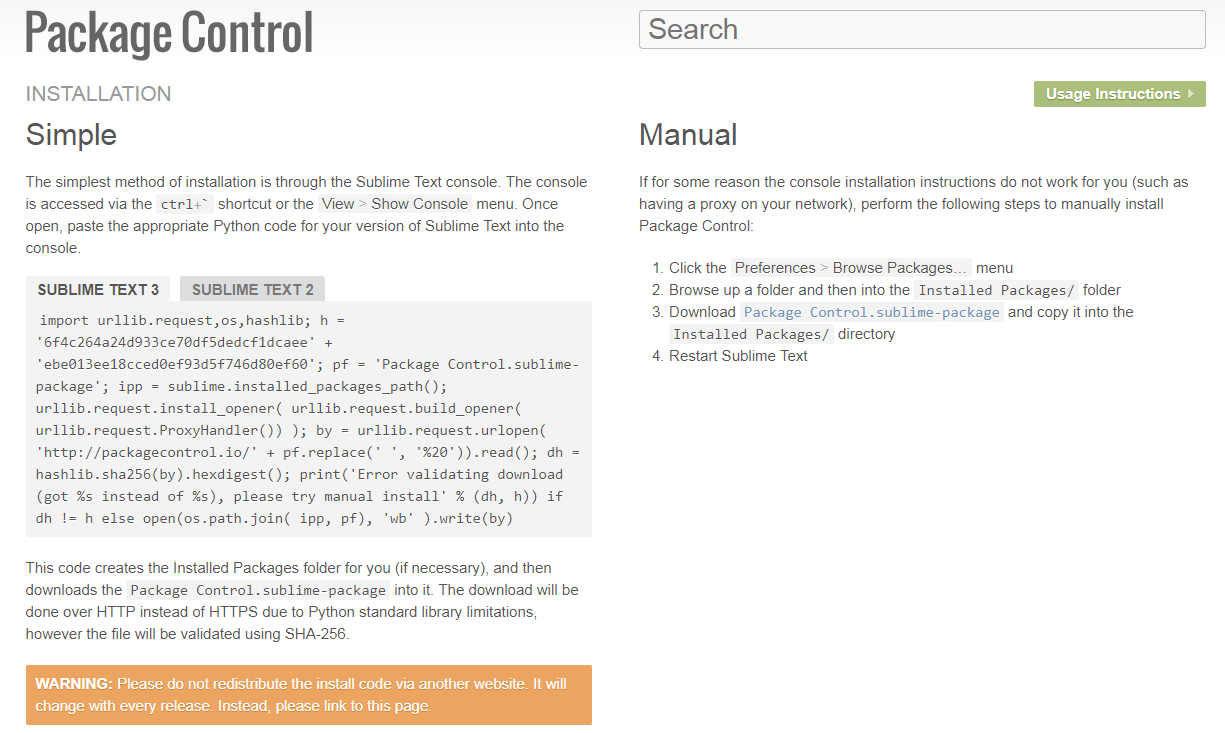 Package Control
Search
INSTALLATION
Usage Instructions
Simple
The simplest method of installation is through the Sublime Text console. The console
is accessed via the ctrl+` shortcut or the View > Show Console menu. Once
open, paste the appropriate Python code for your version of Sublime Text into the
console.
SUBLIME TEXT 3
SUBLIME TEXT 2
import urllib.request,os,hashlib; h =
'6f4c264a24d933ce70df5dedcf1dcaee' +
'ebe013ee18cced0ef93d5f746d80ef60'; pf = 'Package Control.sublime-
package'; ipp = sublime.installed_packages_path();
urllib.request.install_opener( urllib.request.build_opener(
urllib.request.ProxyHandler()) ); by = urllib.request.urlopen(
'http://packagecontrol.io/' + pf.replace(' ', '%20')).read(); dh =
hashlib.sha256(by).hexdigest(); print('Error validating download
(got %s instead of %s), please try manual install' % (dh, h)) if
dh != h else open(os.path.join( ipp, pf), 'wb' ).write(by)
This code creates the Installed Packages folder for you (if necessary), and then
downloads the Package Control.sublime-package into it. The download will be
done over HTTP instead of HTTPS due to Python standard library limitations,
however the file will be validated using SHA-256.
WARNING: Please do not redistribute the install code via another website. It will
change with every release. Instead, please link to this page.
Manual
If for some reason the console installation instructions do not work for you (such as
having a proxy on your network), perform the following steps to manually install
Package Control:
1. Click the Preferences > Browse Packages… menu
2. Browse up a folder and then into the Installed Packages/ folder
3. Download Package Control.sublime-package and copy it into the
Installed Packages/ directory
4. Restart Sublime Text